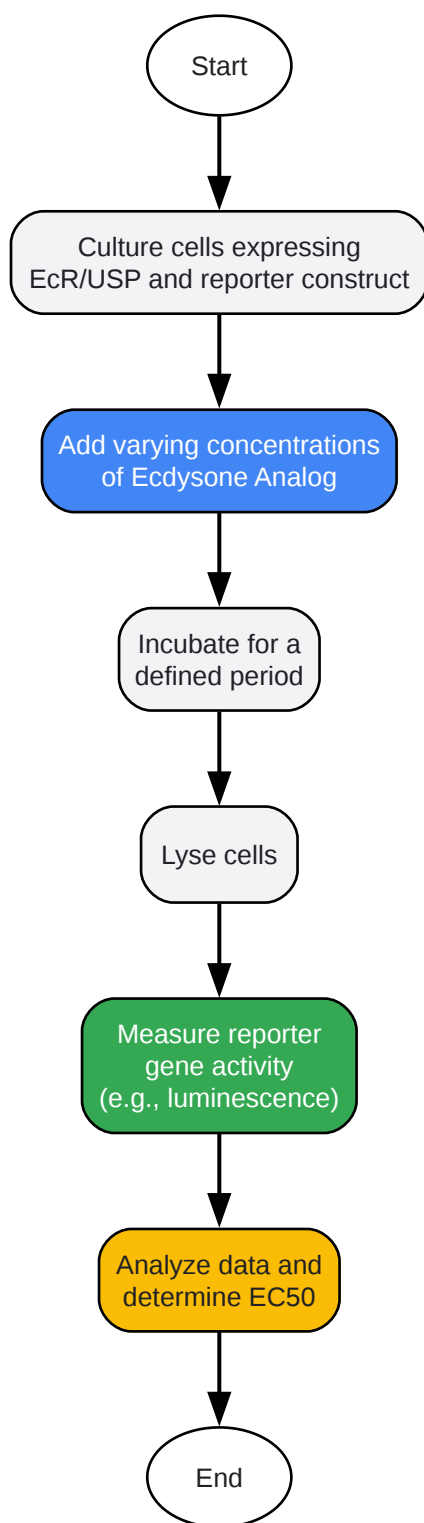 Start
Culture cells expressing
EcR/USP and reporter construct
Add varying concentrations
of Ecdysone Analog
Incubate for a
defined period
Lyse cells
Measure reporter
gene activity
(e.g., luminescence)
Analyze data and
determine EC50
End